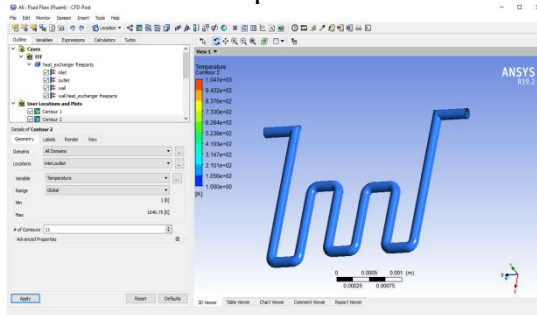 A6 : Fluid Flow (Fluent) - CFD-Post
File Edit Monitor Session Insert Tools Help
Location
Outline Variables Expressions Calculators Turbo
Cases
FFF
heat_exchanger freeparts
inlet
outlet
wall
wall heat_exchanger freeparts
User Locations and Plots
Contour 1
Contour 2
Details of Contour 2
Geometry Labels Render View
Domains All Domains
Locations inlet,outlet
Variable Temperature
Range Global
Min 1 [K]
Max 1046.75 [K]
# of Contours 11
Advanced Properties
Apply Reset Defaults
View 1
Temperature
Contour 2
1.047e+03
9.422e+02
8.376e+02
7.330e+02
6.284e+02
5.239e+02
4.193e+02
3.147e+02
2.101e+02
1.056e+02
1.000e+00
[K]
ANSYS
R19.2
0 0.0005 0.001 (m)
0.00025 0.00075
3D Viewer Table Viewer Chart Viewer Comment Viewer Report Viewer